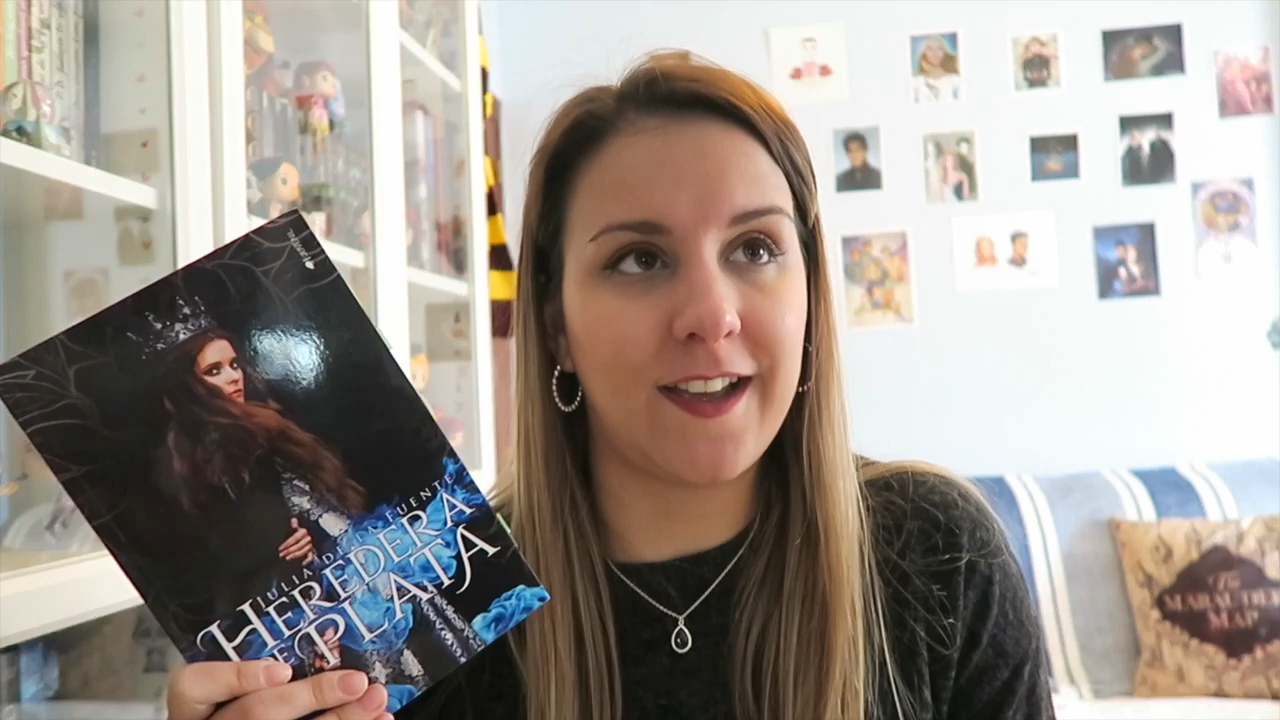 JULIA DE LA FUENTE
HEREDERA
DE PLATA
THE
MARAUDER'S
MAP